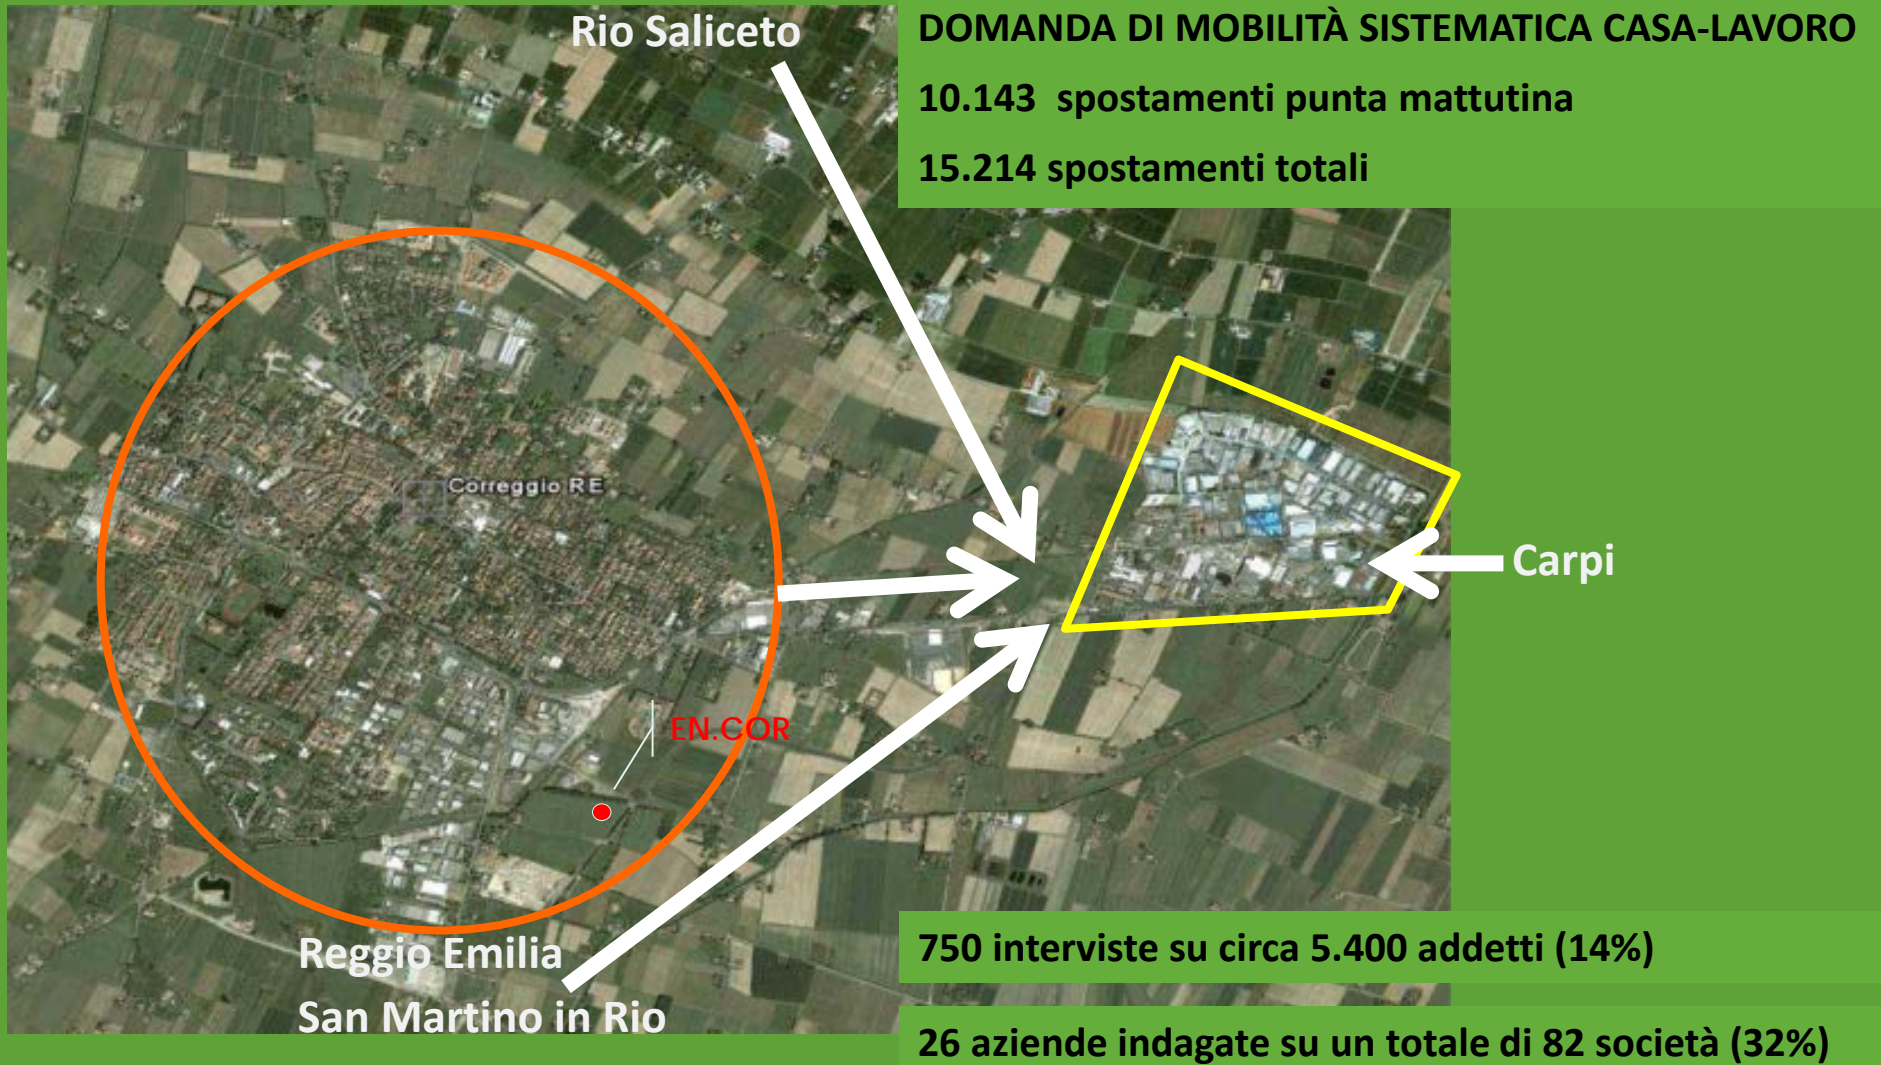 Rio Saliceto
DOMANDA DI MOBILITÀ SISTEMATICA CASA-LAVORO
10.143 spostamenti punta mattutina
15.214 spostamenti totali
Correggio RE
Carpi
EN.COR
Reggio Emilia
San Martino in Rio
750 interviste su circa 5.400 addetti (14%)
26 aziende indagate su un totale di 82 società (32%)